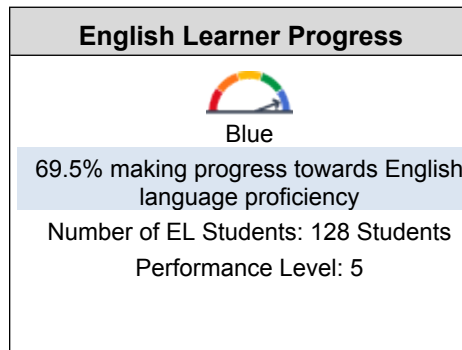 English Learner Progress
Blue
69.5% making progress towards English
language proficiency
Number of EL Students: 128 Students
Performance Level: 5